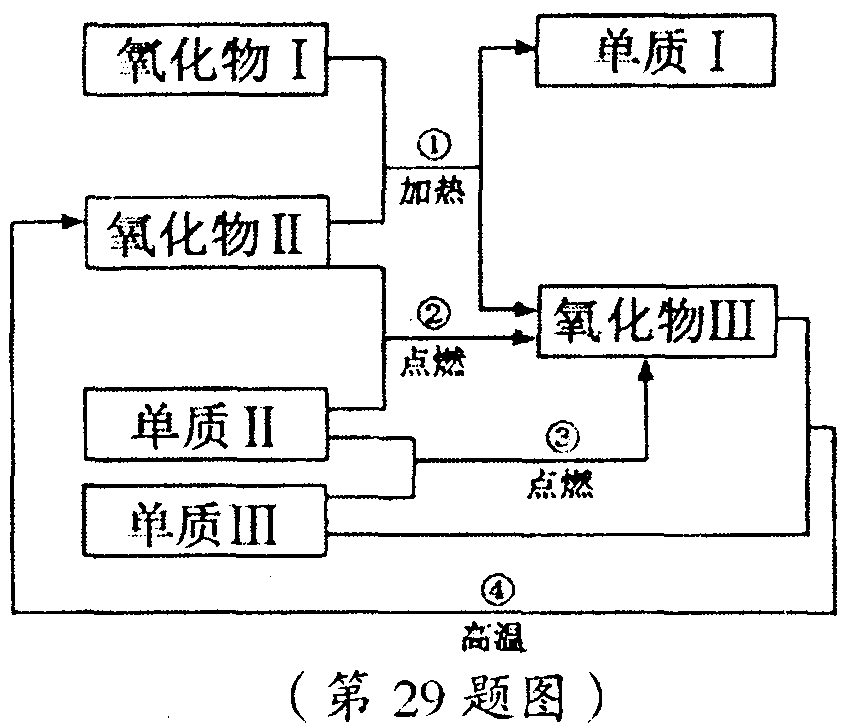 氧化物Ⅰ
单质Ⅰ
①
加热
氧化物Ⅱ
②
点燃
氧化物Ⅲ
单质Ⅱ
③
点燃
单质Ⅲ
④
高温
(第29题图)